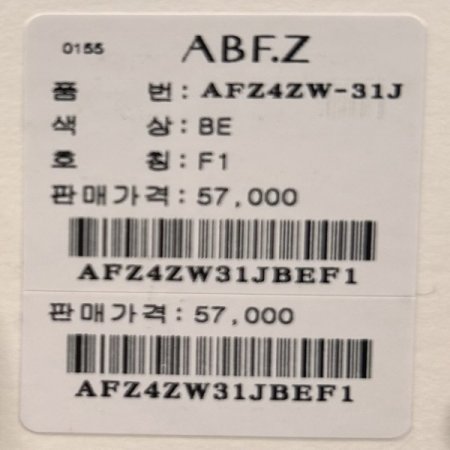 0155 ABF.Z
품 번: AFZ4ZW-31J
색 상: BE
호 칭: F1
판매가격: 57,000
AFZ4ZW31JBEF1
판매가격: 57,000
AFZ4ZW31JBEF1